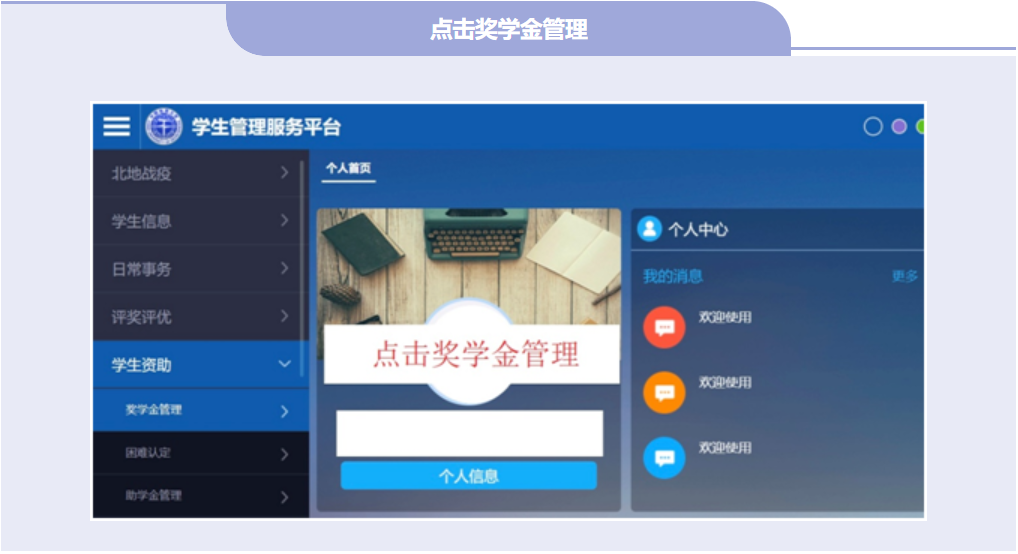 点击奖学金管理
学生管理服务平台
北地战疫
学生信息
日常事务
评奖评优
学生资助
奖学金管理
困难认定
助学金管理
个人首页
点击奖学金管理
个人信息
个人中心
我的消息 更多
欢迎使用
欢迎使用
欢迎使用